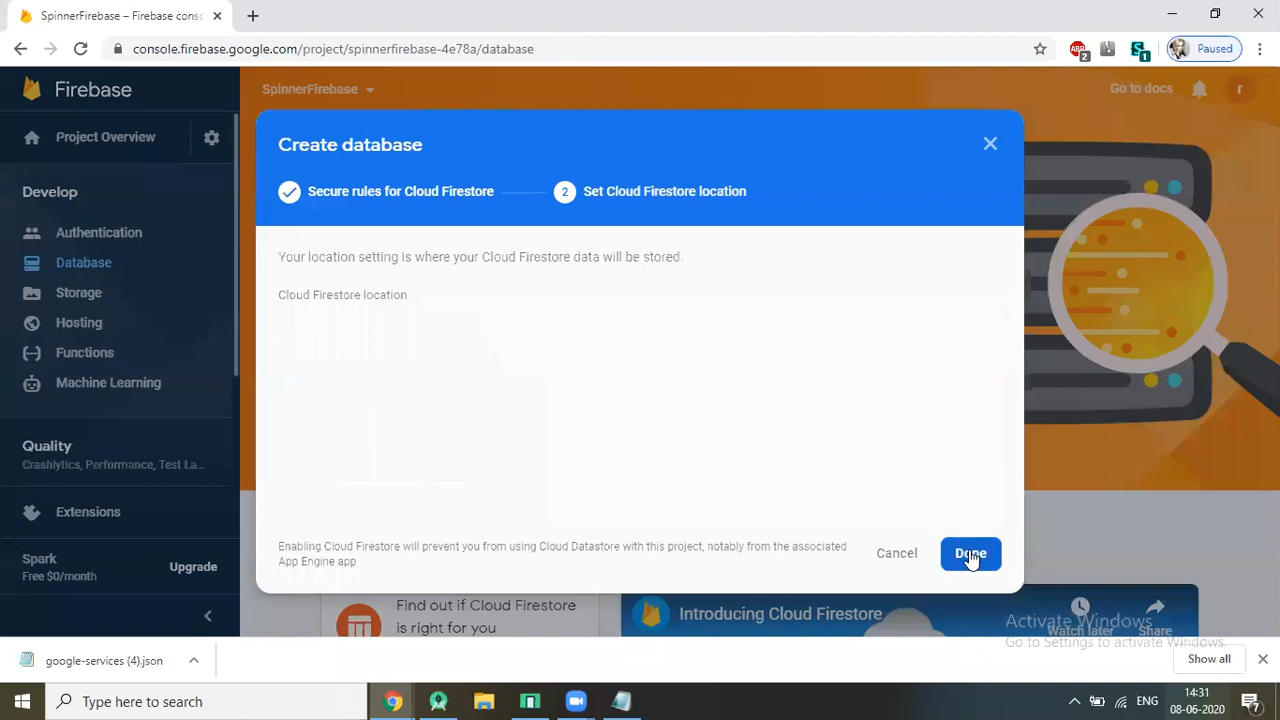 SpinnerFirebase – Firebase consc
console.firebase.google.com/project/spinnerfirebase-4e78a/database
2
1
Paused
Firebase
SpinnerFirebase
Go to docs
r
Project Overview
Create database
Secure rules for Cloud Firestore
2
Set Cloud Firestore location
Develop
Authentication
Database
Storage
Hosting
Functions
Machine Learning
Your location setting is where your Cloud Firestore data will be stored.
Cloud Firestore location
Quality
Crashlytics, Performance, Test La...
Extensions
Enabling Cloud Firestore will prevent you from using Cloud Datastore with this project, notably from the associated
App Engine app
Cancel
Done
Spark
Free $0/month
Upgrade
Find out if Cloud Firestore
is right for you
Introducing Cloud Firestore
Watch later
Share
Activate Windows
Go to Settings to activate Windows.
google-services (4).json
Show all
Type here to search
ENG
14:31
08-06-2020
7